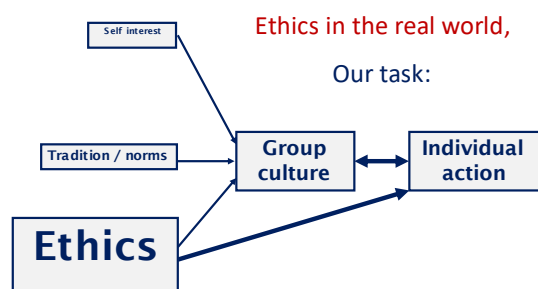 Self interest
Ethics in the real world,
Our task:
Tradition / norms
Group
culture
Individual
action
Ethics